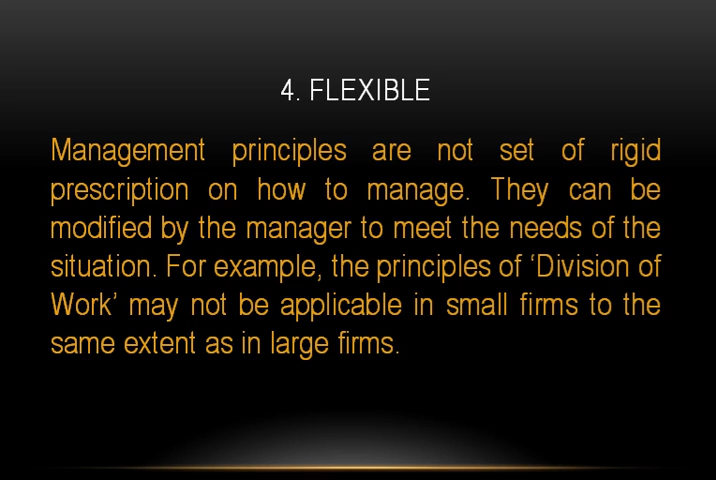 4. FLEXIBLE
Management principles are not set of rigid
prescription on how to manage. They can be
modified by the manager to meet the needs of the
situation. For example, the principles of ‘Division of
Work’ may not be applicable in small firms to the
same extent as in large firms.